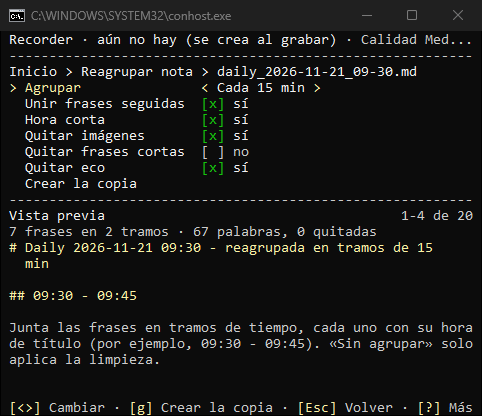 C:\WINDOWS\SYSTEM32\conhost.exe
Recorder · aún no hay (se crea al grabar) · Calidad Med...
Inicio > Reagrupar nota > daily_2026-11-21_09-30.md
> Agrupar < Cada 15 min >
Unir frases seguidas [x] sí
Hora corta [x] sí
Quitar imágenes [x] sí
Quitar frases cortas [ ] no
Quitar eco [x] sí
Crear la copia
Vista previa 1-4 de 20
7 frases en 2 tramos · 67 palabras, 0 quitadas
# Daily 2026-11-21 09:30 - reagrupada en tramos de 15
min
## 09:30 - 09:45
Junta las frases en tramos de tiempo, cada uno con su hora
de título (por ejemplo, 09:30 - 09:45). «Sin agrupar» solo
aplica la limpieza.
[<>] Cambiar · [g] Crear la copia · [Esc] Volver · [?] Más